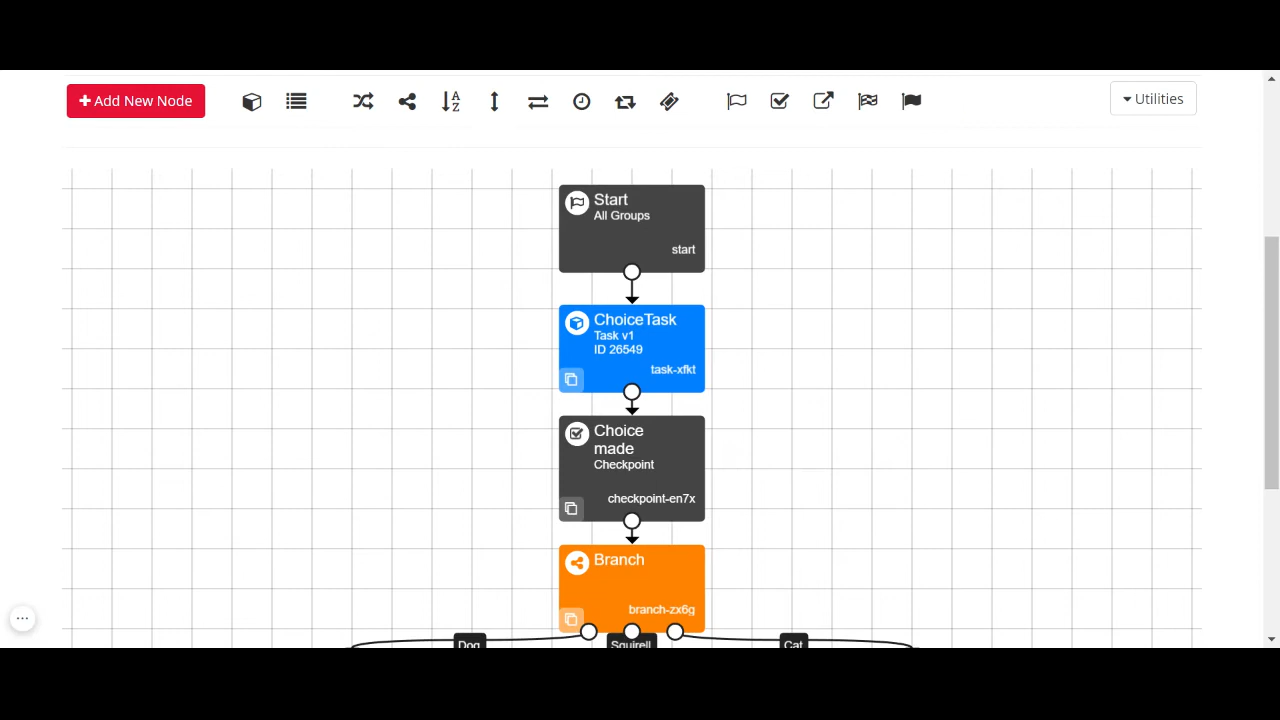 Add New Node
Utilities
Start
All Groups
start
ChoiceTask
Task v1
ID 26549
task-xfkt
Choice
made
Checkpoint
checkpoint-en7x
Branch
branch-zx6g
Dog
Squirell
Cat